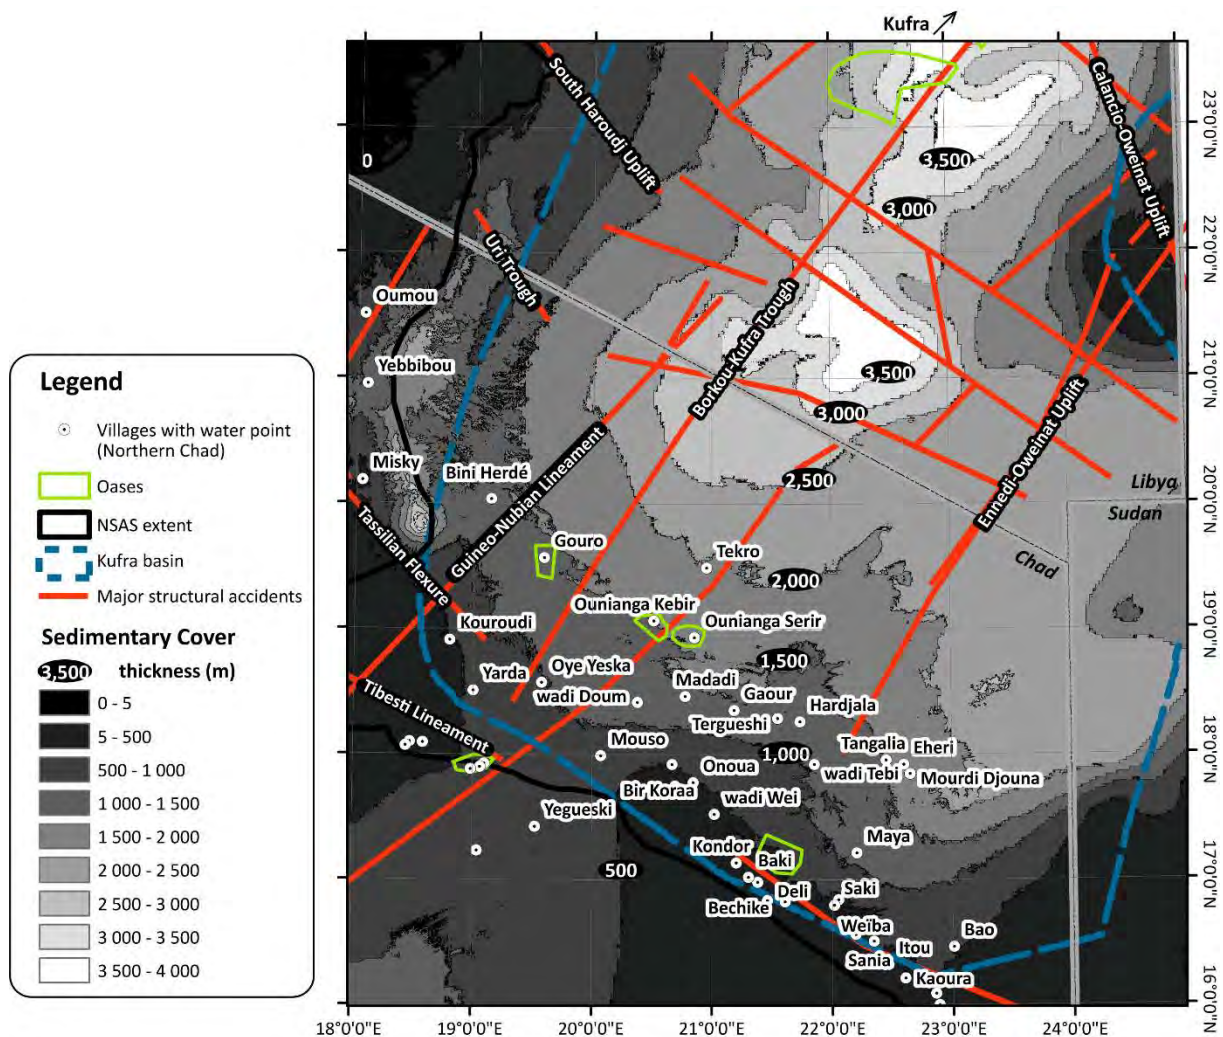 Kufra
South Haroudj Uplift
Calancio-Oweinat Uplift
23°0'0"N
0
3,500
3,000
22°0'0"N
Uri Trough
Oumou
Borkou-Kufra Trough
21°0'0"N
Yebbibou
3,500
3,000
Ennedi-Oweinat Uplift
Misky
Bini Herdé
Guineo-Nubian Lineament
2,500
Libya
20°0'0"N
Sudan
Tassilian Flexure
Gouro
Tekro
Chad
2,000
Ounianga Kebir
19°0'0"N
Kouroudi
Ounianga Serir
1,500
Yarda
Oye Yeska
Madadi
wadi Doum
Gaour
Hardjala
Tibesti Lineament
Tergueshi
18°0'0"N
Mouso
1,000
Tangalia
Eheri
Onoua
wadi Tebi
Mourdi Djouna
Bir Koraa
wadi Wei
Yegueski
Maya
Kondor
Baki
17°0'0"N
500
Deli
Saki
Bechike
Weïba
Bao
Itou
Sania
Kaoura
16°0'0"N
18°0'0"E
19°0'0"E
20°0'0"E
21°0'0"E
22°0'0"E
23°0'0"E
24°0'0"E
Legend
Villages with water point
(Northern Chad)
Oases
NSAS extent
Kufra basin
Major structural accidents
Sedimentary Cover
3,500 thickness (m)
0 - 5
5 - 500
500 - 1 000
1 000 - 1 500
1 500 - 2 000
2 000 - 2 500
2 500 - 3 000
3 000 - 3 500
3 500 - 4 000